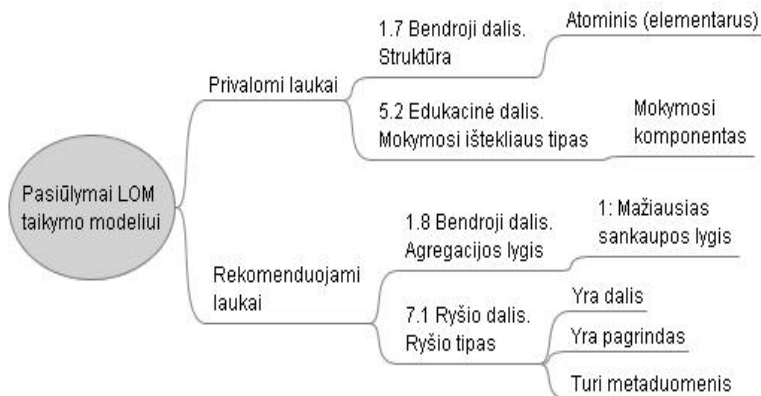 Pasiūlymai LOM
taikymo modeliui
Privalomi laukai
1.7 Bendroji dalis.
Struktūra
Atominis (elementarus)
5.2 Edukacinė dalis.
Mokymosi ištekliaus tipas
Mokymosi
komponentas
Rekomenduojami
laukai
1.8 Bendroji dalis.
Agregacijos lygis
1: Mažiausias
sankaupos lygis
7.1 Ryšio dalis.
Ryšio tipas
Yra dalis
Yra pagrindas
Turi metaduomenis